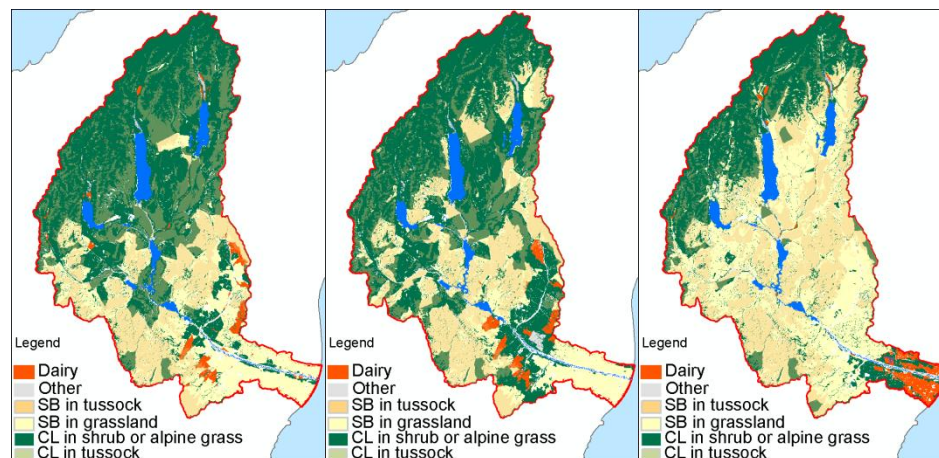 Legend
Dairy
Other
SB in tussock
SB in grassland
CL in shrub or alpine grass
CL in tussock
Legend
Dairy
Other
SB in tussock
SB in grassland
CL in shrub or alpine grass
CL in tussock
Legend
Dairy
Other
SB in tussock
SB in grassland
CL in shrub or alpine grass
CL in tussock